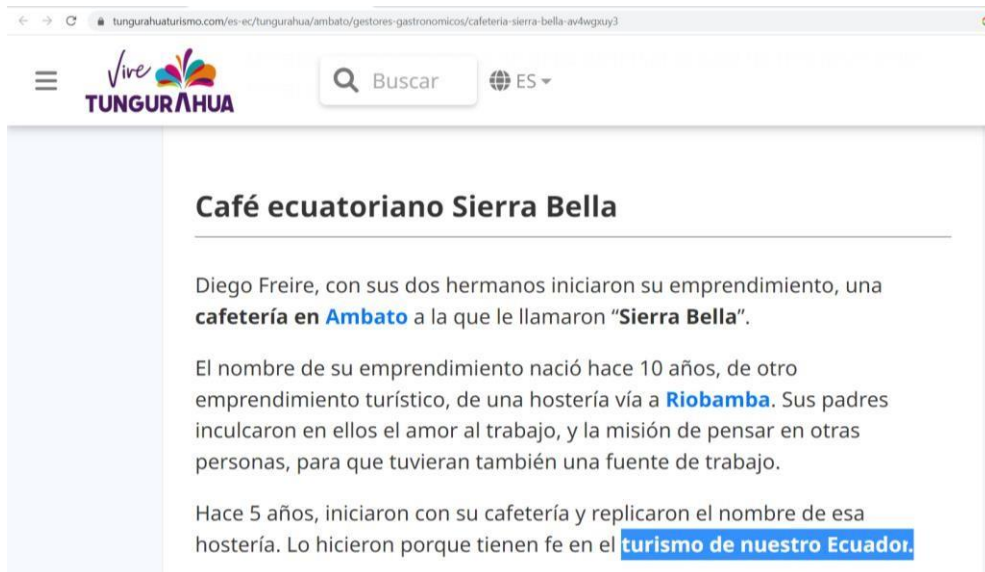 tungurahuaturismo.com/es-ec/tungurahua/ambato/gestores-gastronomicos/cafeteria-sierra-bella-av4wgxuy3
Vive
TUNGURAHUA
Buscar
ES
Café ecuatoriano Sierra Bella
Diego Freire, con sus dos hermanos iniciaron su emprendimiento, una
cafetería en Ambato a la que le llamaron “Sierra Bella”.
El nombre de su emprendimiento nació hace 10 años, de otro
emprendimiento turístico, de una hostería vía a Riobamba. Sus padres
inculcaron en ellos el amor al trabajo, y la misión de pensar en otras
personas, para que tuvieran también una fuente de trabajo.
Hace 5 años, iniciaron con su cafetería y replicaron el nombre de esa
hostería. Lo hicieron porque tienen fe en el turismo de nuestro Ecuador.